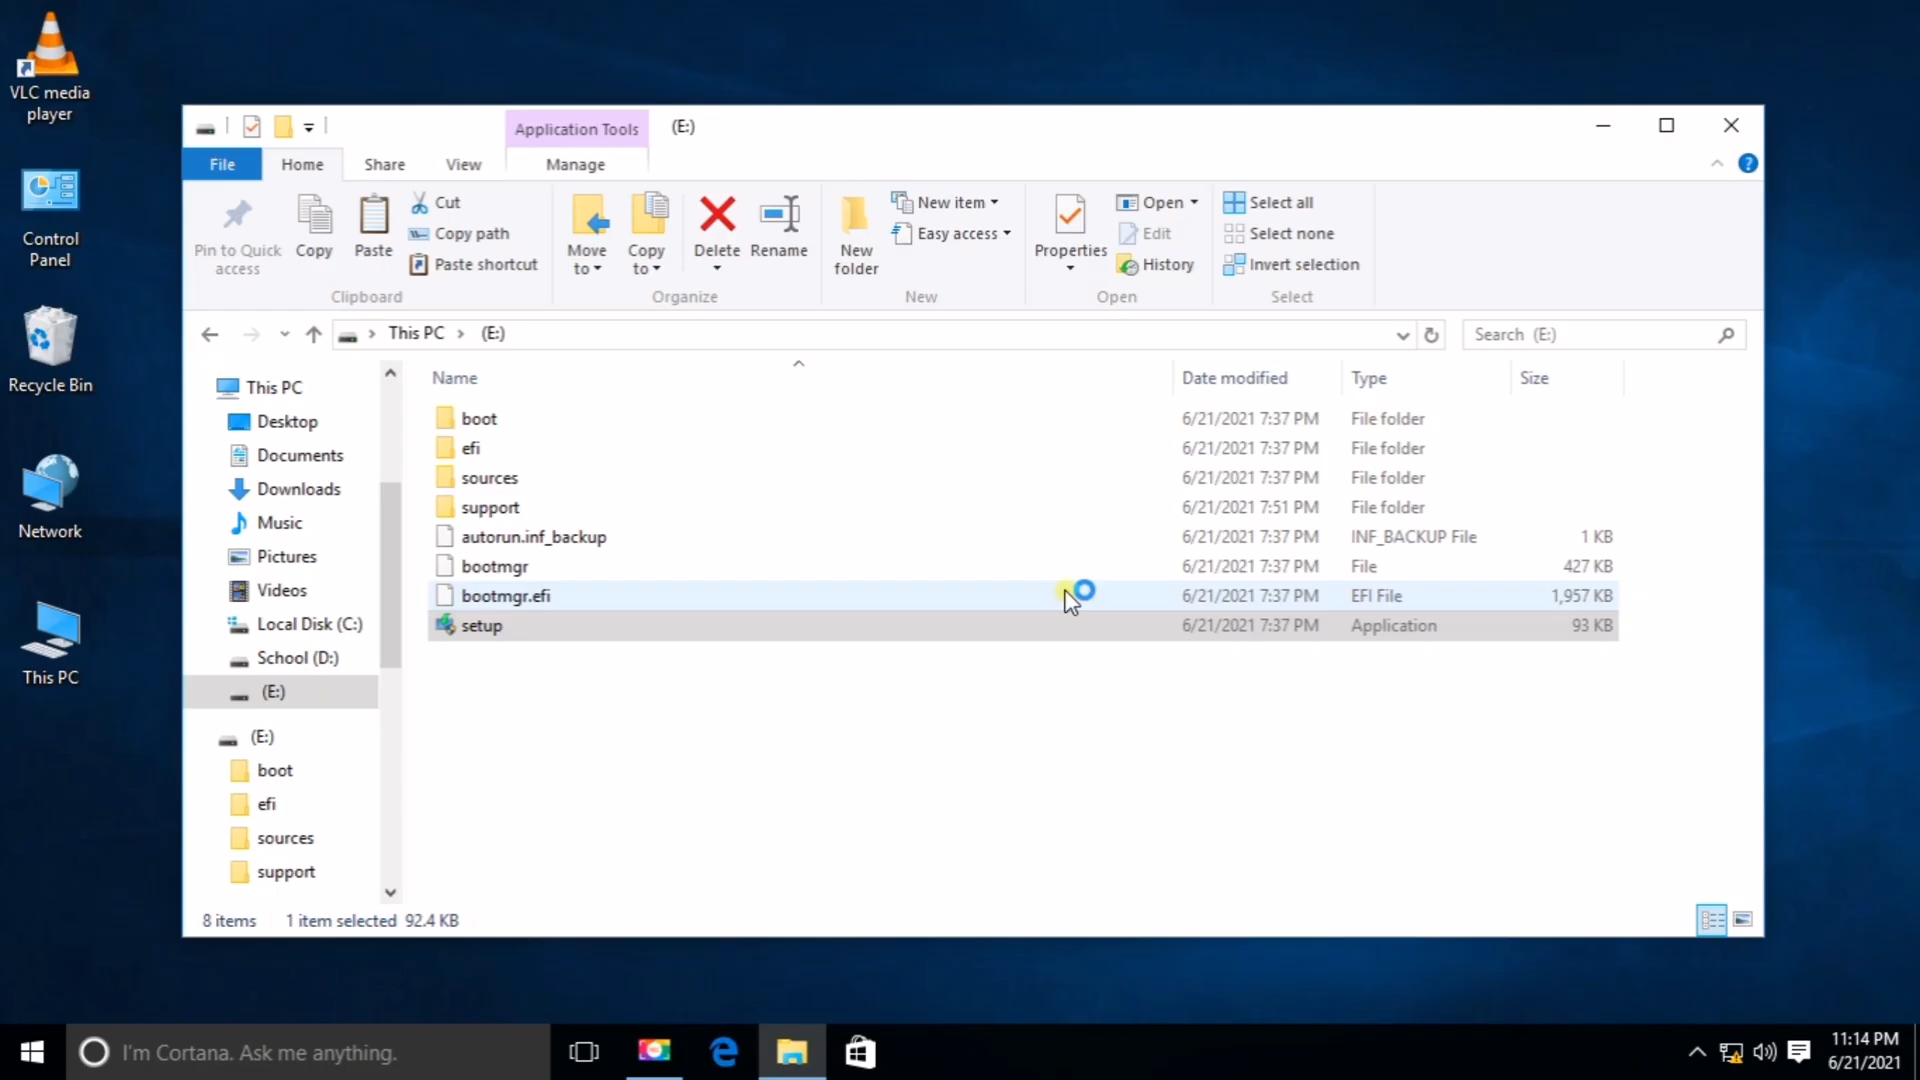 VLC media
player
Control
Panel
Recycle Bin
Network
This PC
Application Tools
(E:)
File
Home
Share
View
Manage
Pin to Quick
access
Copy
Paste
Cut
Copy path
Paste shortcut
Clipboard
Move
to
Copy
to
Delete
Rename
Organize
New
folder
New item
Easy access
New
Properties
Open
Edit
History
Open
Select all
Select none
Invert selection
Select
This PC
(E:)
Search (E:)
This PC
Desktop
Documents
Downloads
Music
Pictures
Videos
Local Disk (C:)
School (D:)
(E:)
(E:)
boot
efi
sources
support
Name Date modified Type Size
boot 6/21/2021 7:37 PM File folder
efi 6/21/2021 7:37 PM File folder
sources 6/21/2021 7:37 PM File folder
support 6/21/2021 7:51 PM File folder
autorun.inf_backup 6/21/2021 7:37 PM INF_BACKUP File 1 KB
bootmgr 6/21/2021 7:37 PM File 427 KB
bootmgr.efi 6/21/2021 7:37 PM EFI File 1,957 KB
setup 6/21/2021 7:37 PM Application 93 KB
8 items 1 item selected 92.4 KB
I'm Cortana. Ask me anything.
11:14 PM
6/21/2021